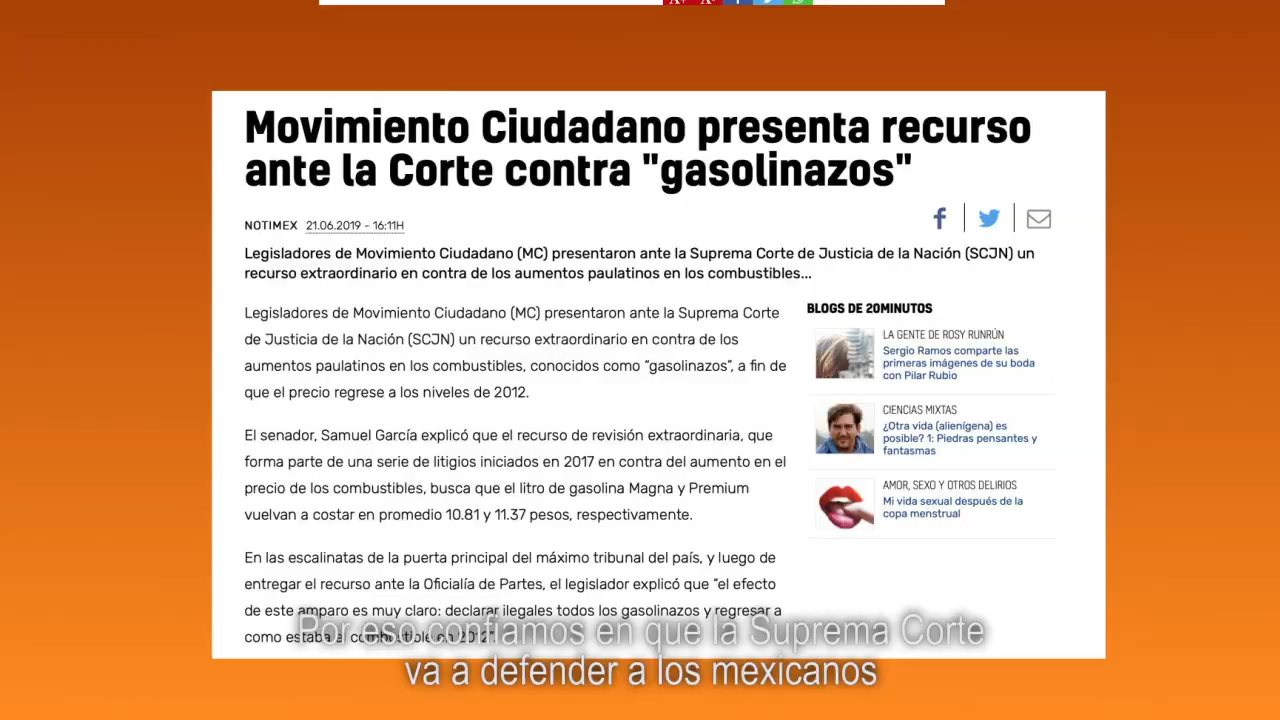 A+ A-
Movimiento Ciudadano presenta recurso
ante la Corte contra "gasolinazos"
NOTIMEX 21.06.2019 - 16:11H
Legisladores de Movimiento Ciudadano (MC) presentaron ante la Suprema Corte de Justicia de la Nación (SCJN) un
recurso extraordinario en contra de los aumentos paulatinos en los combustibles...
Legisladores de Movimiento Ciudadano (MC) presentaron ante la Suprema Corte
de Justicia de la Nación (SCJN) un recurso extraordinario en contra de los
aumentos paulatinos en los combustibles, conocidos como “gasolinazos”, a fin de
que el precio regrese a los niveles de 2012.
El senador, Samuel García explicó que el recurso de revisión extraordinaria, que
forma parte de una serie de litigios iniciados en 2017 en contra del aumento en el
precio de los combustibles, busca que el litro de gasolina Magna y Premium
vuelvan a costar en promedio 10.81 y 11.37 pesos, respectivamente.
En las escalinatas de la puerta principal del máximo tribunal del país, y luego de
entregar el recurso ante la Oficialía de Partes, el legislador explicó que “el efecto
de este amparo es muy claro: declarar ilegales todos los gasolinazos y regresar a
como estaba el combustible en 2012”.
BLOGS DE 20MINUTOS
LA GENTE DE ROSY RUNRÚN
Sergio Ramos comparte las
primeras imágenes de su boda
con Pilar Rubio
CIENCIAS MIXTAS
¿Otra vida (alienígena) es
posible? 1: Piedras pensantes y
fantasmas
AMOR, SEXO Y OTROS DELIRIOS
Mi vida sexual después de la
copa menstrual
Por eso confiamos en que la Suprema Corte
va a defender a los mexicanos